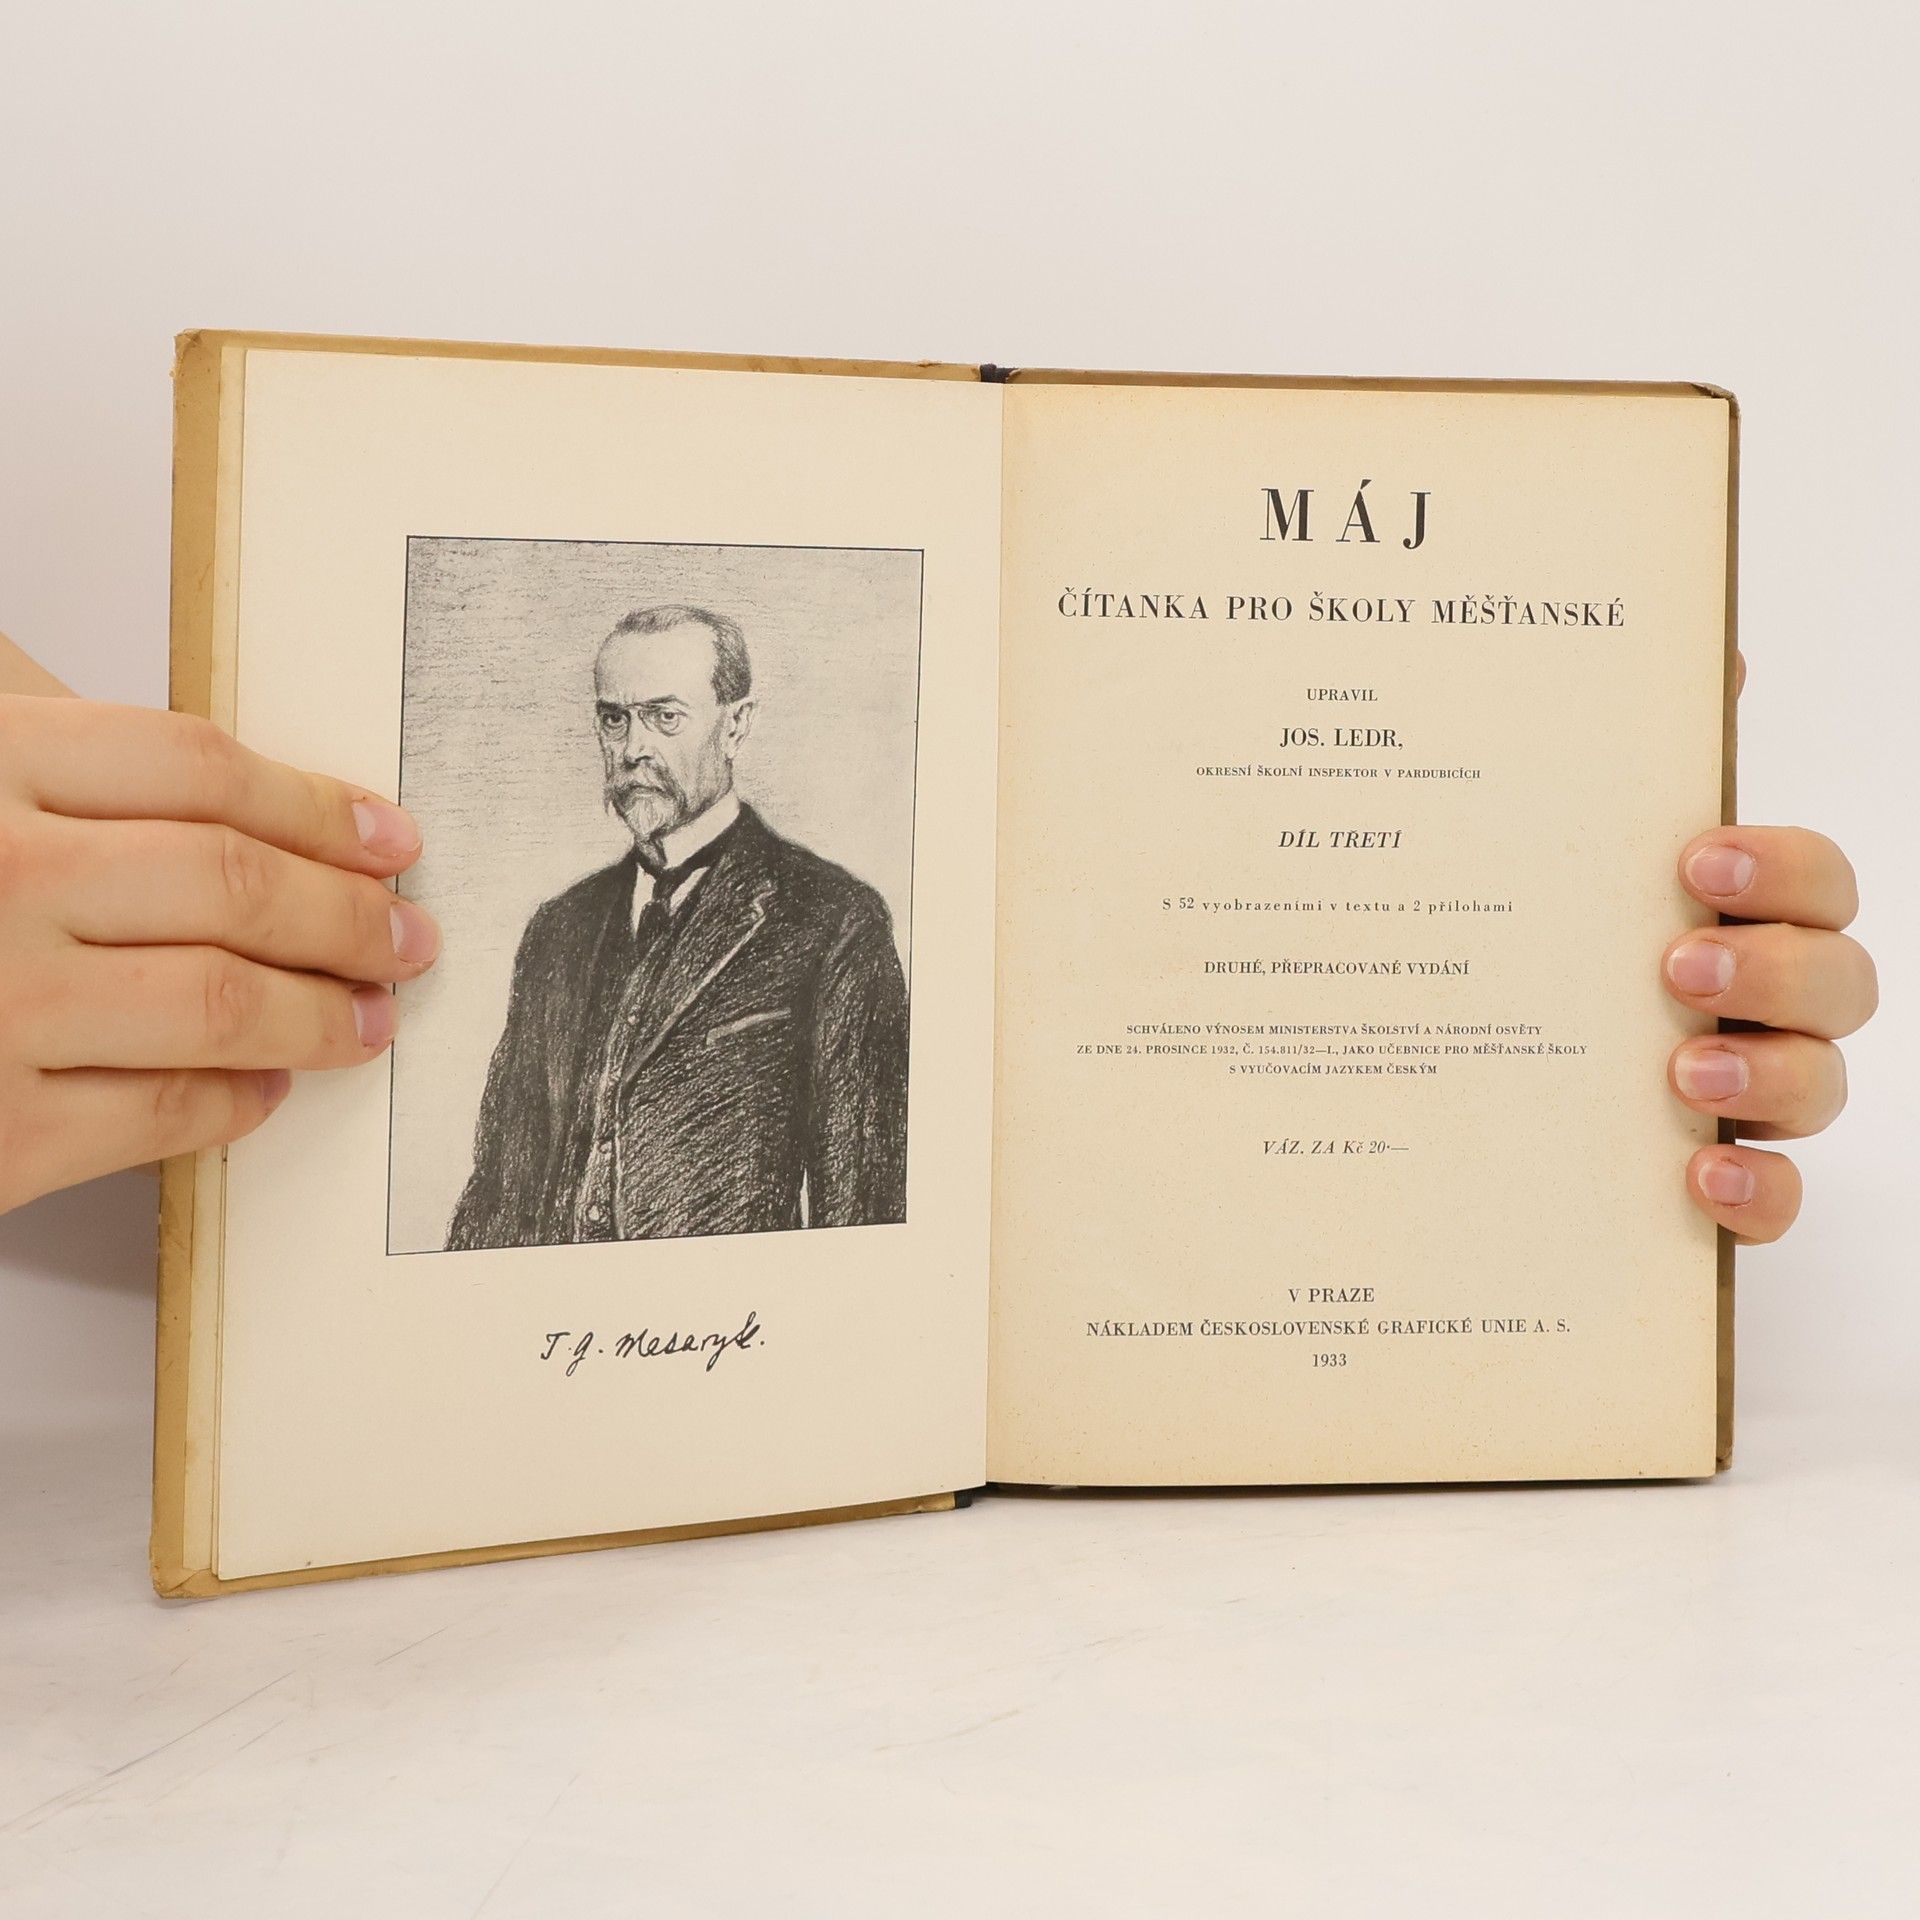 T. G. Masaryk.
MÁJ
ČÍTANKA PRO ŠKOLY MĚŠŤANSKÉ
UPRAVIL
JOS. LEDR,
OKRESNÍ ŠKOLNÍ INSPEKTOR V PARDUBICÍCH
DÍL TŘETÍ
S 52 vyobrazeními v textu a 2 přílohami
DRUHÉ, PŘEPRACOVANÉ VYDÁNÍ
SCHVÁLENO VÝNOSEM MINISTERSTVA ŠKOLSTVÍ A NÁRODNÍ OSVĚTY
ZE DNE 24. PROSINCE 1932, Č. 154.811/32—I., JAKO UČEBNICE PRO MĚŠŤANSKÉ ŠKOLY
S VYUČOVACÍM JAZYKEM ČESKÝM
VÁZ. ZA Kč 20·—
V PRAZE
NÁKLADEM ČESKOSLOVENSKÉ GRAFICKÉ UNIE A. S.
1933